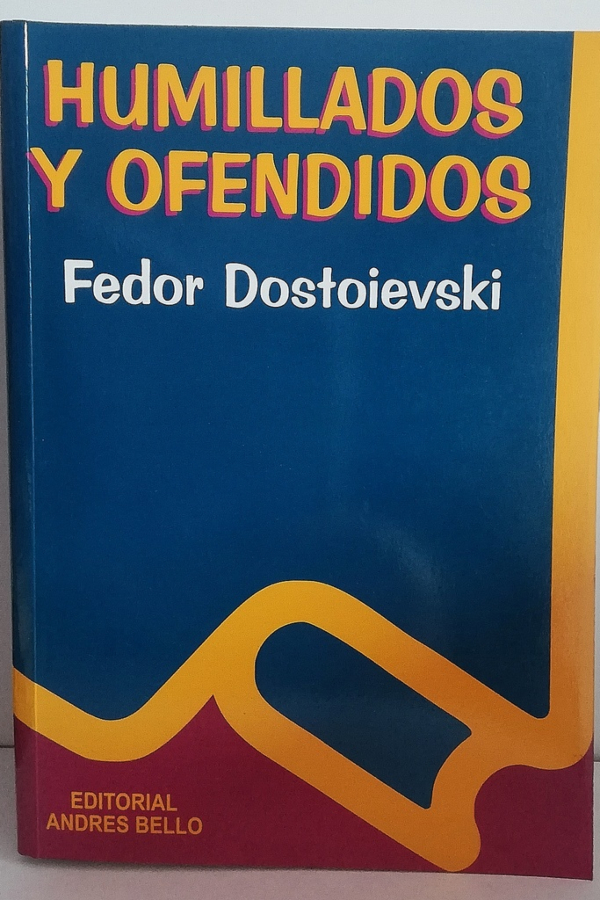 HUMILLADOS
Y OFENDIDOS
Fedor Dostoievski
EDITORIAL
ANDRES BELLO